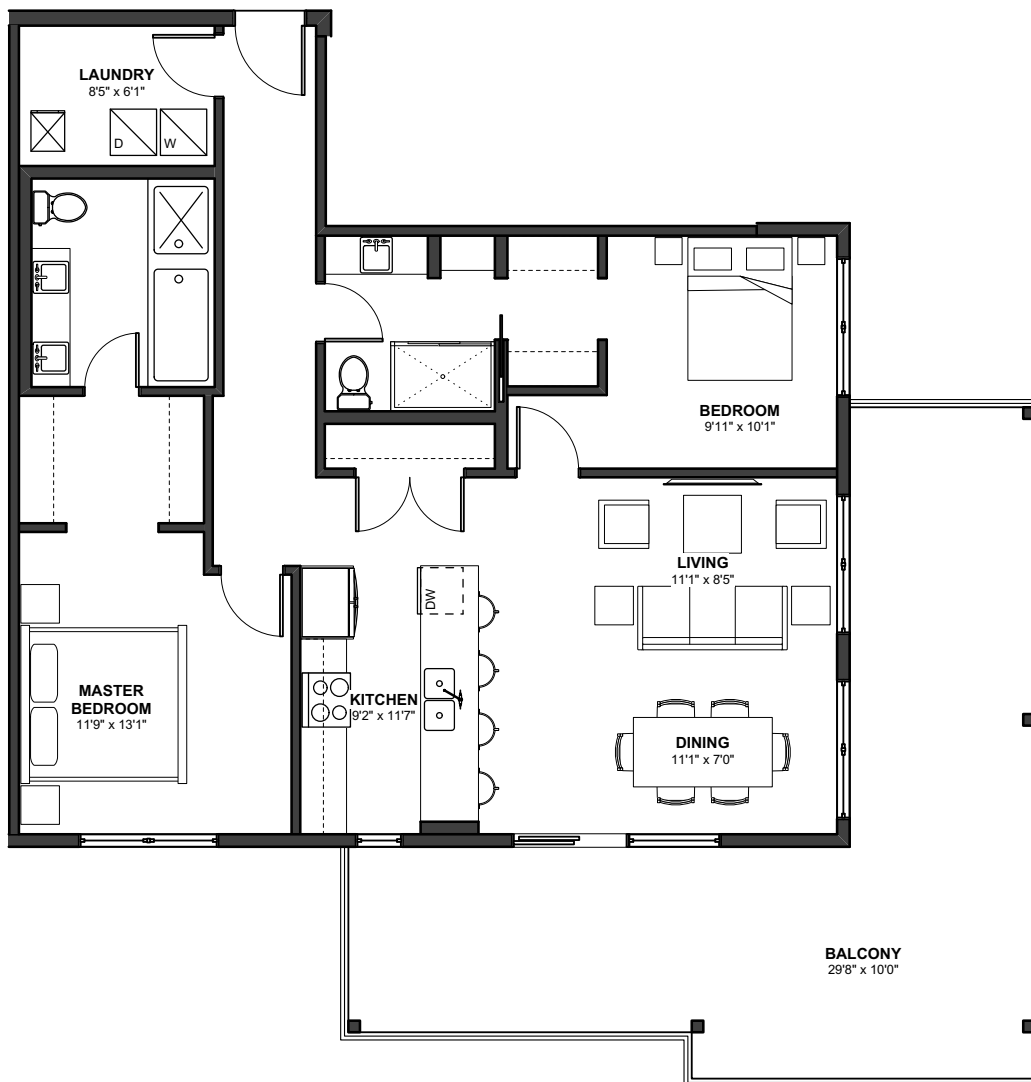 LAUNDRY
8'5" x 6'1"
D
W
BEDROOM
9'11" x 10'1"
LIVING
11'1" x 8'5"
DW
MASTER
BEDROOM
11'9" x 13'1"
KITCHEN
9'2" x 11'7"
DINING
11'1" x 7'0"
BALCONY
29'8" x 10'0"